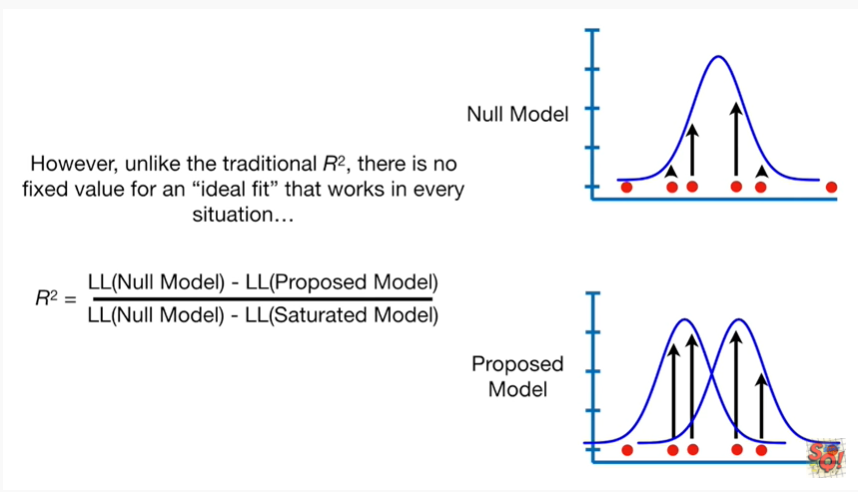 Null Model
However, unlike the traditional R², there is no
fixed value for an “ideal fit” that works in every
situation…
R² =
LL(Null Model) - LL(Proposed Model)
LL(Null Model) - LL(Saturated Model)
Proposed
Model
SQ!